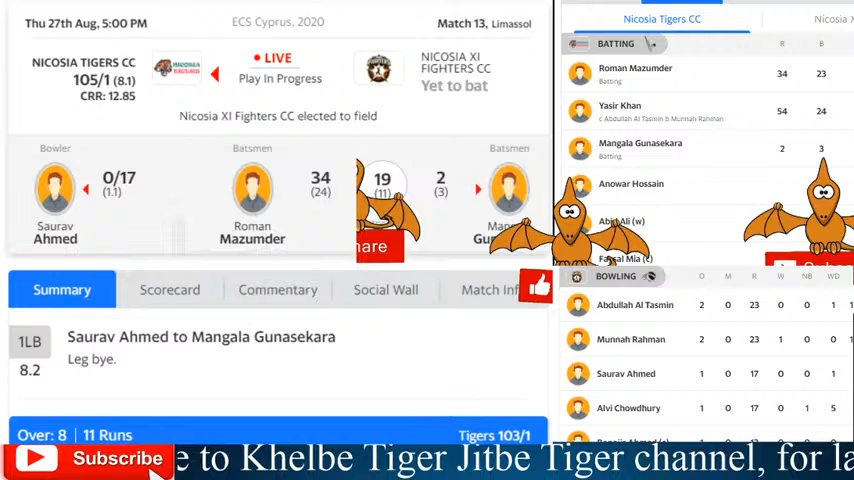 Thu 27th Aug, 5:00 PM
ECS Cyprus, 2020
Match 13, Limassol
NICOSIA TIGERS CC
105/1 (8.1)
CRR: 12.85
LIVE
Play In Progress
NICOSIA XI
FIGHTERS CC
Yet to bat
Nicosia XI Fighters CC elected to field
Bowler
0/17
(1.1)
Saurav
Ahmed
Batsmen
34
(24)
Roman
Mazumder
19
(11)
Batsmen
2
(3)
hare
Summary
Scorecard
Commentary
Social Wall
Match Inf
1LB
8.2
Saurav Ahmed to Mangala Gunasekara
Leg bye.
Over: 8 | 11 Runs
Tigers 103/1
Nicosia Tigers CC
Nicosia X
BATTING R B
Roman Mazumder 34 23
Batting
Yasir Khan 54 24
c Abdullah Al Tasmin b Munnah Rahman
Mangala Gunasekara 2 3
Batting
Anowar Hossain
Ali (w)
(c)
BOWLING O M R W NB WD
Abdullah Al Tasmin 2 0 23 0 0 1
Munnah Rahman 2 0 23 1 0 0
Saurav Ahmed 1 0 17 0 0 1
Alvi Chowdhury 1 0 17 0 1 5
Subscribe
e to Khelbe Tiger Jitbe Tiger channel, for la